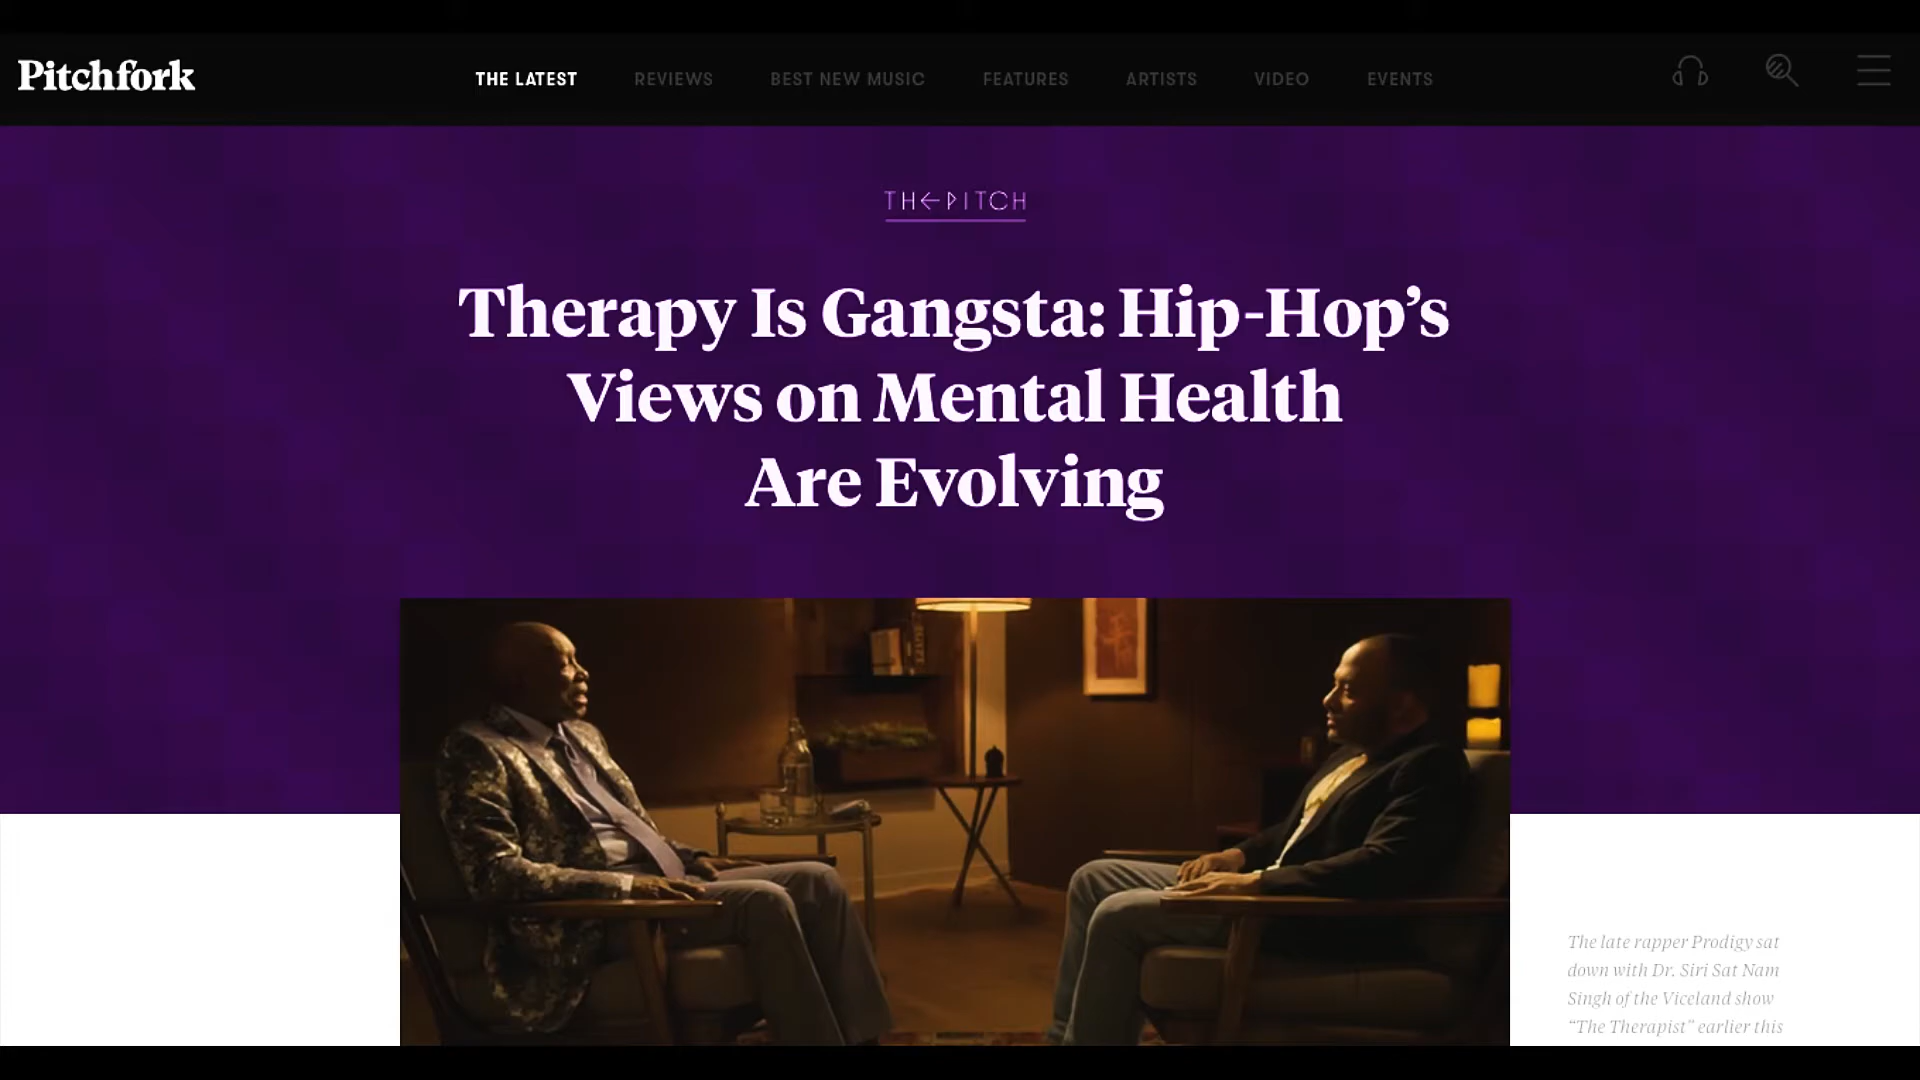 Pitchfork
THE LATEST REVIEWS BEST NEW MUSIC FEATURES ARTISTS VIDEO EVENTS
THE PITCH
Therapy Is Gangsta: Hip-Hop’s
Views on Mental Health
Are Evolving
The late rapper Prodigy sat
down with Dr. Siri Sat Nam
Singh of the Viceland show
“The Therapist” earlier this